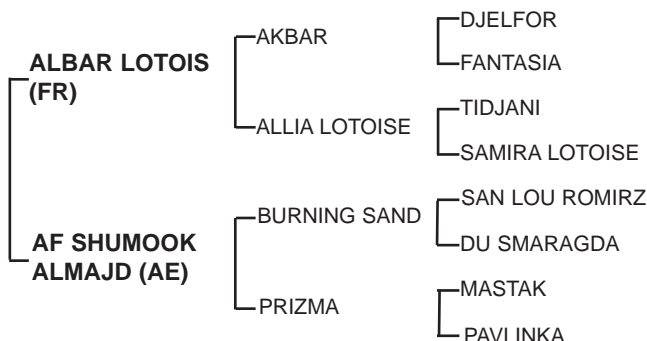 DJELFOR
AKBAR
FANTASIA
ALBAR LOTOIS
(FR)
TIDJANI
ALLIA LOTOISE
SAMIRA LOTOISE
SAN LOU ROMIRZ
BURNING SAND
DU SMARAGDA
AF SHUMOOK
ALMAJD (AE)
MASTAK
PRIZMA
PAVLINKA